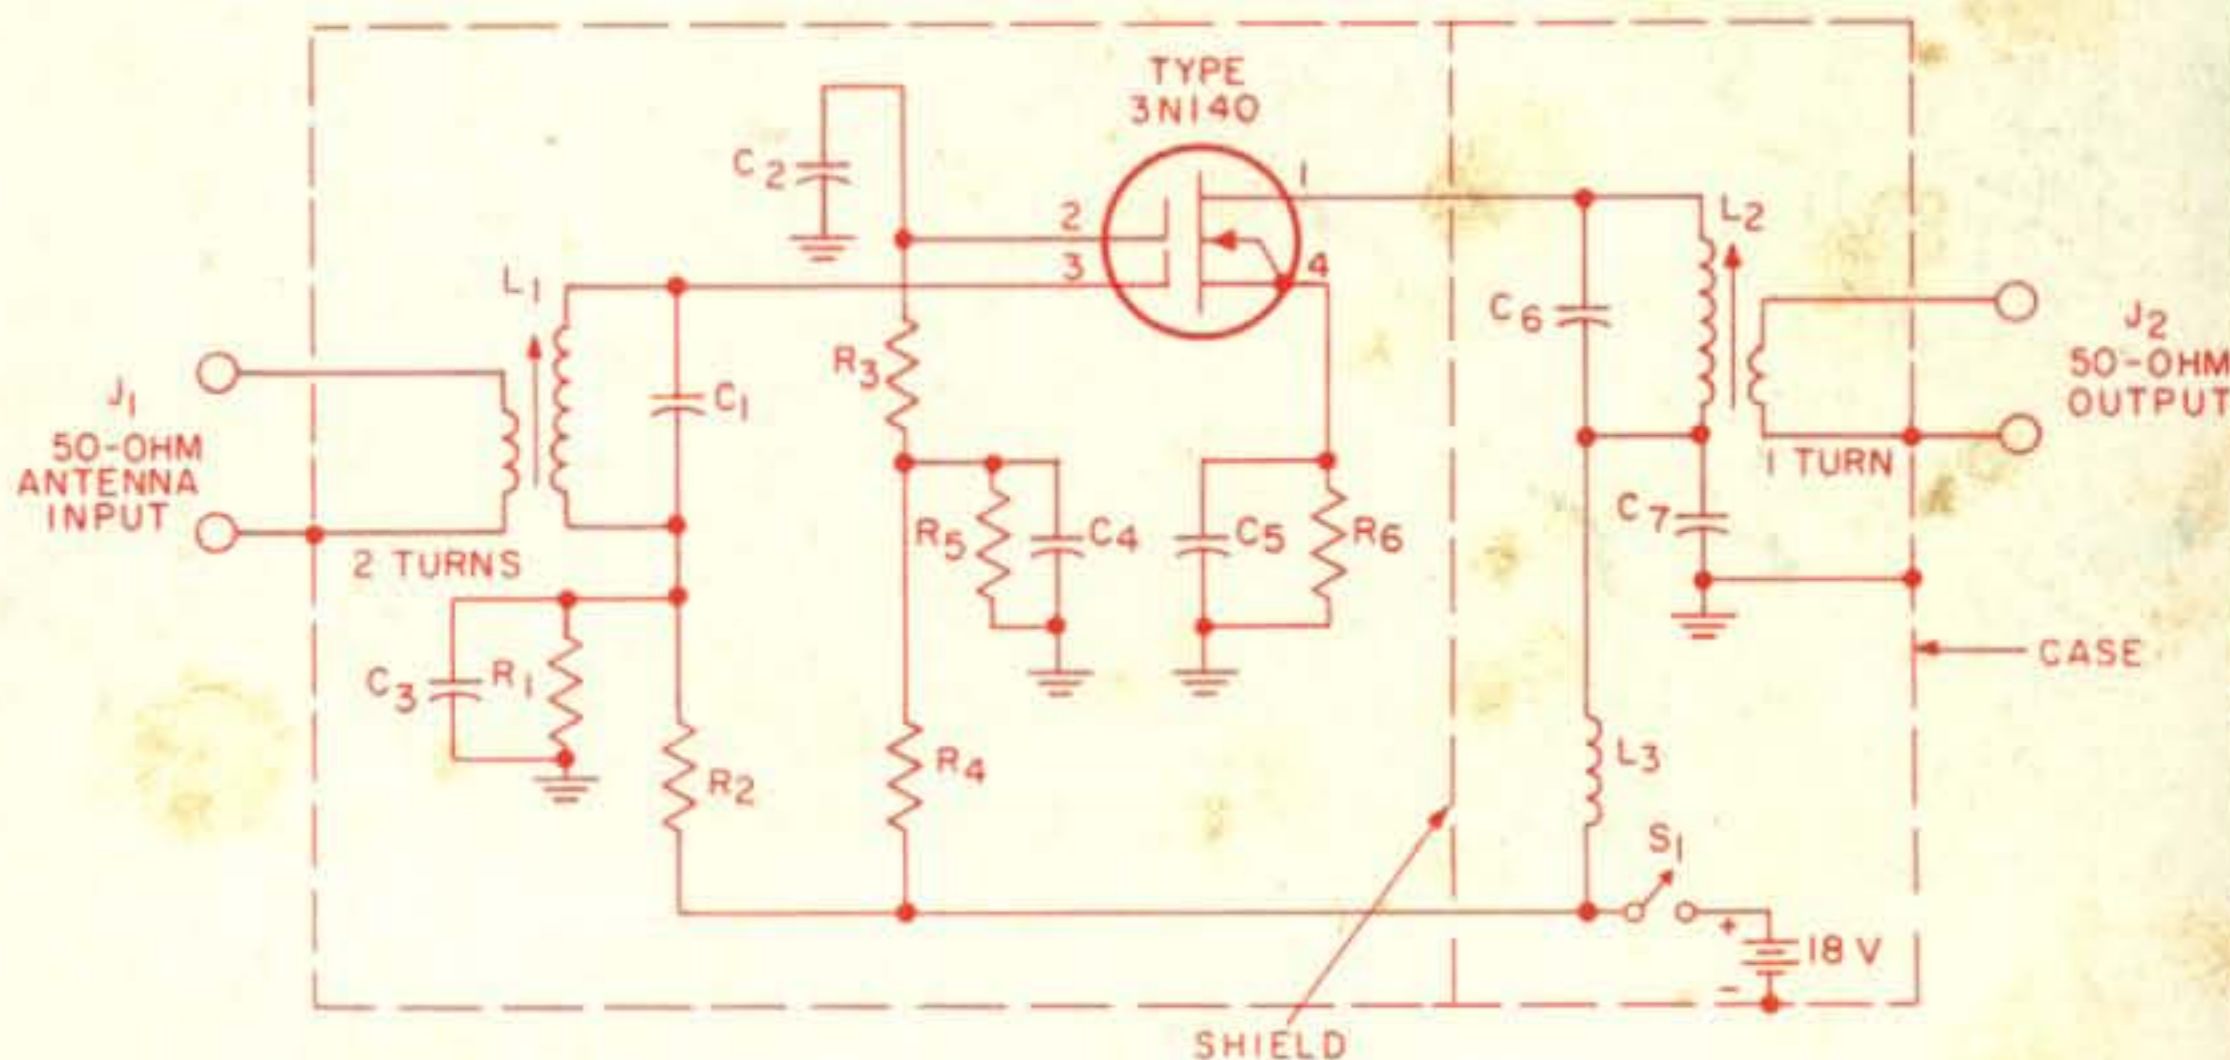 TYPE
3N140
C2
1
2
3
4
L1
L2
J1
50-OHM
ANTENNA
INPUT
2 TURNS
C1
R3
C6
J2
50-OHM
OUTPUT
1 TURN
R5
C4
C5
R6
C7
CASE
C3
R1
R2
R4
L3
S1
+
18 V
-
SHIELD